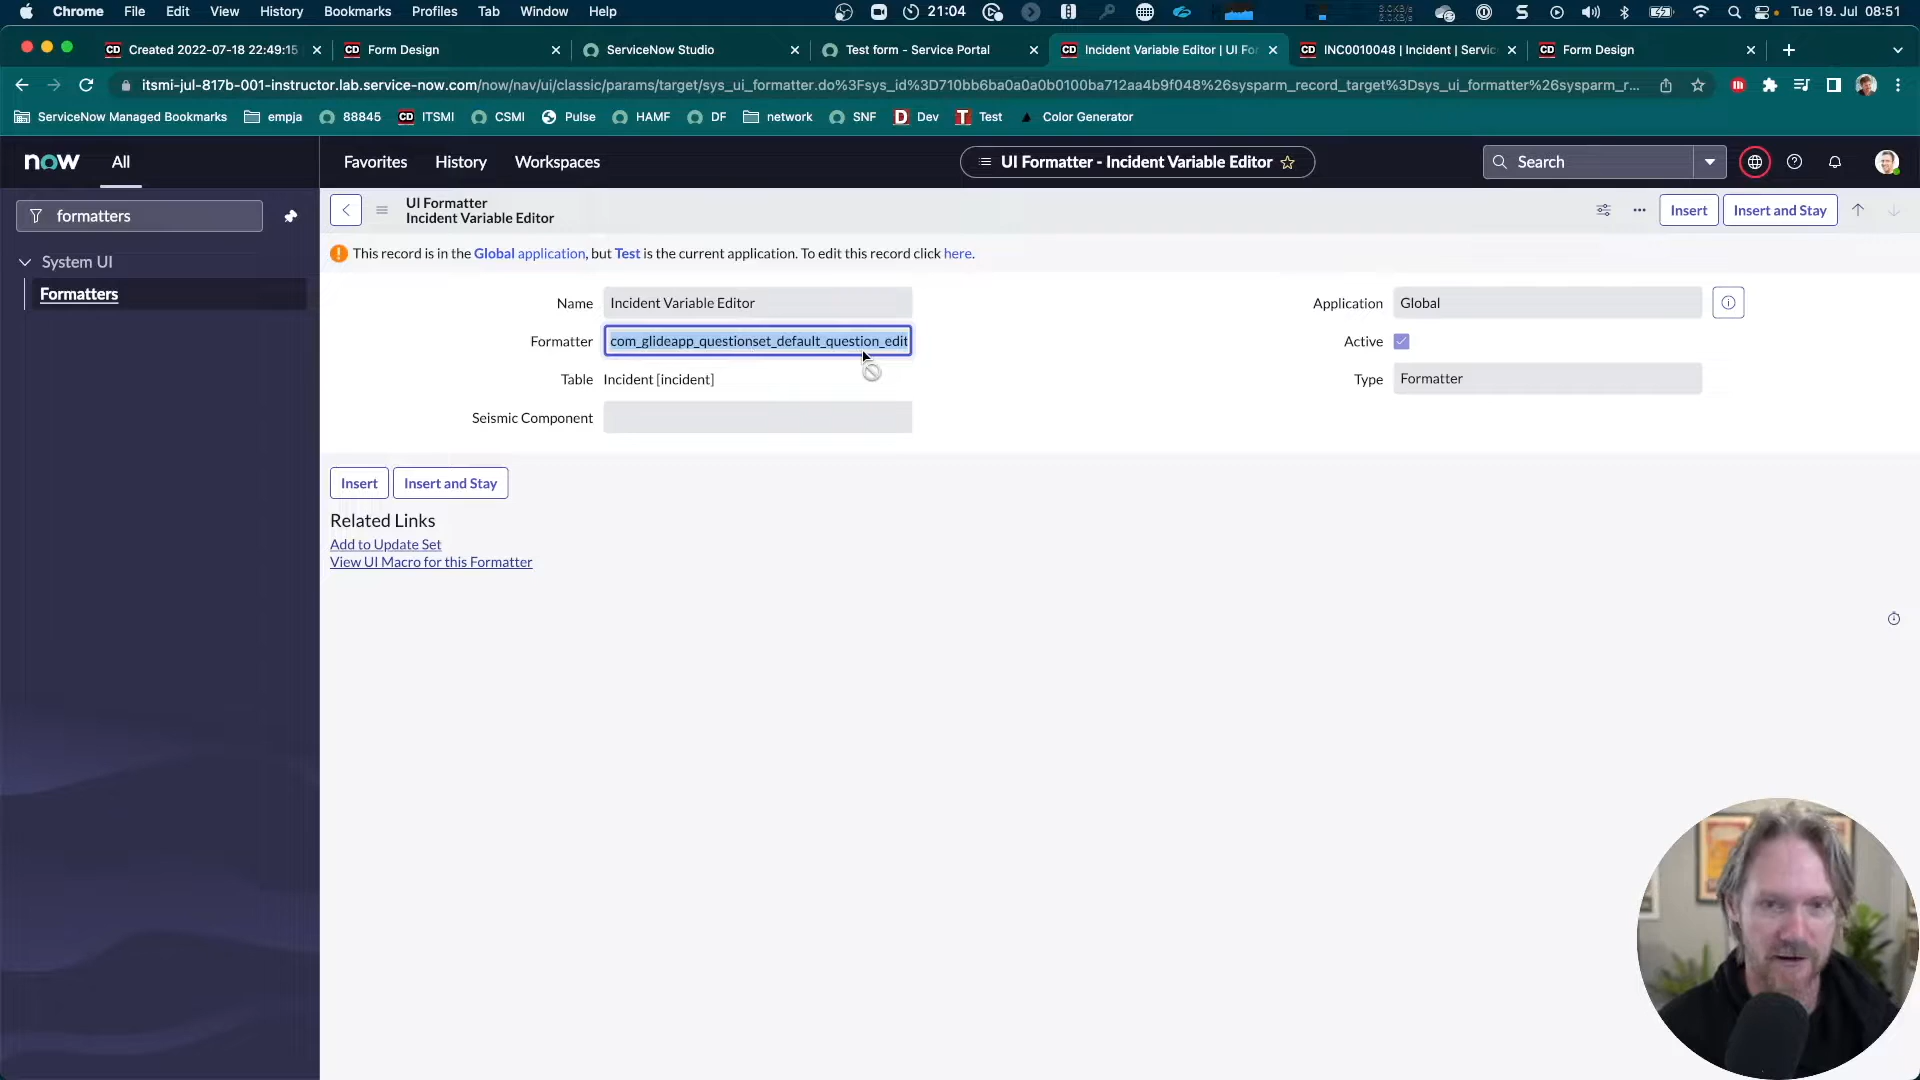 Chrome File Edit View History Bookmarks Profiles Tab Window Help 21:04 Tue 19. Jul 08:51
Created 2022-07-18 22:49:15 Form Design ServiceNow Studio Test form - Service Portal Incident Variable Editor | UI Fo INC0010048 | Incident | Servic Form Design
itsmi-jul-817b-001-instructor.lab.service-now.com/now/nav/ui/classic/params/target/sys_ui_formatter.do%3Fsys_id%3D710bb6ba0a0a0b0100ba712aa4b9f048%26sysparm_record_target%3Dsys_ui_formatter%26sysparm_r...
ServiceNow Managed Bookmarks empja 88845 CD ITSMI CSMI Pulse HAMF DF network SNF D Dev T Test Color Generator
now All Favorites History Workspaces UI Formatter - Incident Variable Editor Search
formatters
System UI
Formatters
UI Formatter
Incident Variable Editor
Insert Insert and Stay
This record is in the Global application, but Test is the current application. To edit this record click here.
Name Incident Variable Editor Application Global
Formatter com_glideapp_questionset_default_question_edit Active
Table Incident [incident] Type Formatter
Seismic Component
Insert Insert and Stay
Related Links
Add to Update Set
View UI Macro for this Formatter